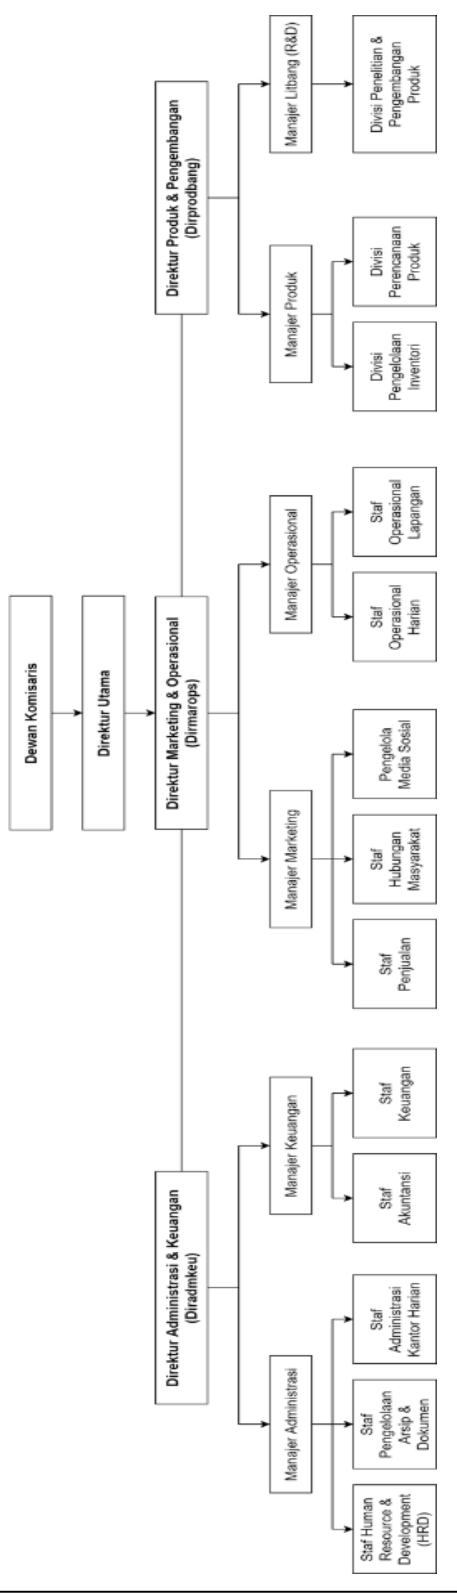 Dewan Komisaris
Direktur Utama
Direktur Administrasi & Keuangan
(Diradmkeu)
Direktur Marketing & Operasional
(Dirmarops)
Direktur Produk & Pengembangan
(Dirprodbang)
Manajer Administrasi
Manajer Keuangan
Manajer Marketing
Manajer Operasional
Manajer Produk
Manajer Litbang (R&D)
Staf Human
Resource &
Development
(HRD)
Staf
Pengelolaan
Arsip &
Dokumen
Staf
Administrasi
Kantor Harian
Staf
Akuntansi
Staf
Keuangan
Staf
Penjualan
Staf
Hubungan
Masyarakat
Pengelola
Media Sosial
Staf
Operasional
Harian
Staf
Operasional
Lapangan
Divisi
Pengelolaan
Inventori
Divisi
Perencanaan
Produk
Divisi Penelitian &
Pengembangan
Produk